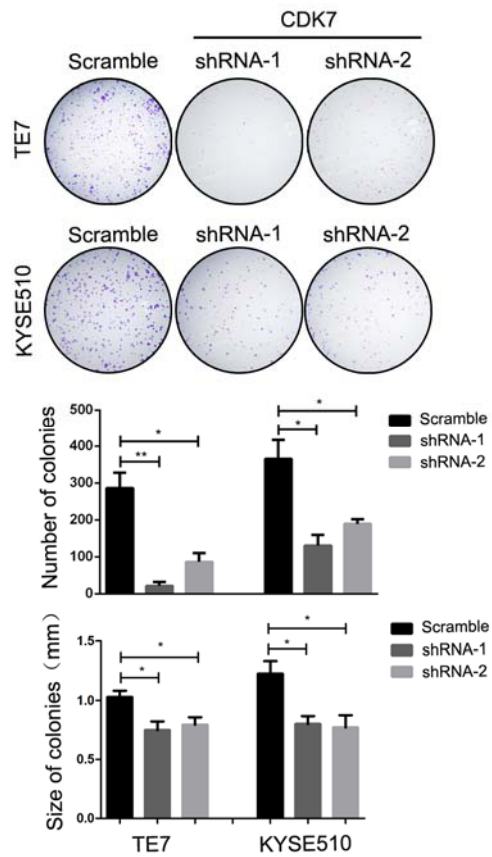 CDK7
Scramble shRNA-1 shRNA-2
TE7
Scramble shRNA-1 shRNA-2
KYSE510
500
400
300
200
100
0
Number of colonies
** *
* *
Scramble
shRNA-1
shRNA-2
1.5
1.0
0.5
0.0
Size of colonies（mm）
* *
* *
Scramble
shRNA-1
shRNA-2
TE7 KYSE510